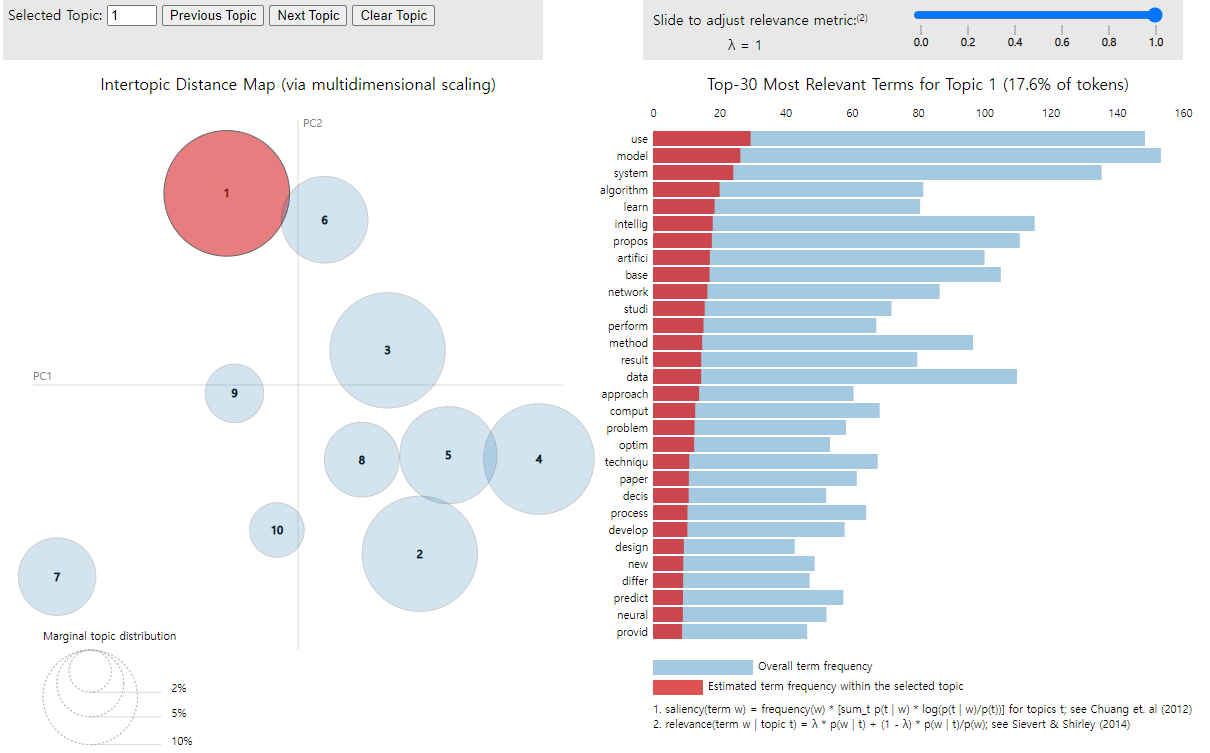 Selected Topic: 1 Previous Topic Next Topic Clear Topic
Slide to adjust relevance metric:(2)
λ = 1
0.0 0.2 0.4 0.6 0.8 1.0
Intertopic Distance Map (via multidimensional scaling)
PC2
PC1
1
6
3
9
8
5
4
10
2
7
Marginal topic distribution
2%
5%
10%
Top-30 Most Relevant Terms for Topic 1 (17.6% of tokens)
0 20 40 60 80 100 120 140 160
use
model
system
algorithm
learn
intellig
propos
artifici
base
network
studi
perform
method
result
data
approach
comput
problem
optim
techniqu
paper
decis
process
develop
design
new
differ
predict
neural
provid
Overall term frequency
Estimated term frequency within the selected topic
1. saliency(term w) = frequency(w) * [sum_t p(t | w) * log(p(t | w)/p(t))] for topics t; see Chuang et. al (2012)
2. relevance(term w | topic t) = λ * p(w | t) + (1 - λ) * p(w | t)/p(w); see Sievert & Shirley (2014)